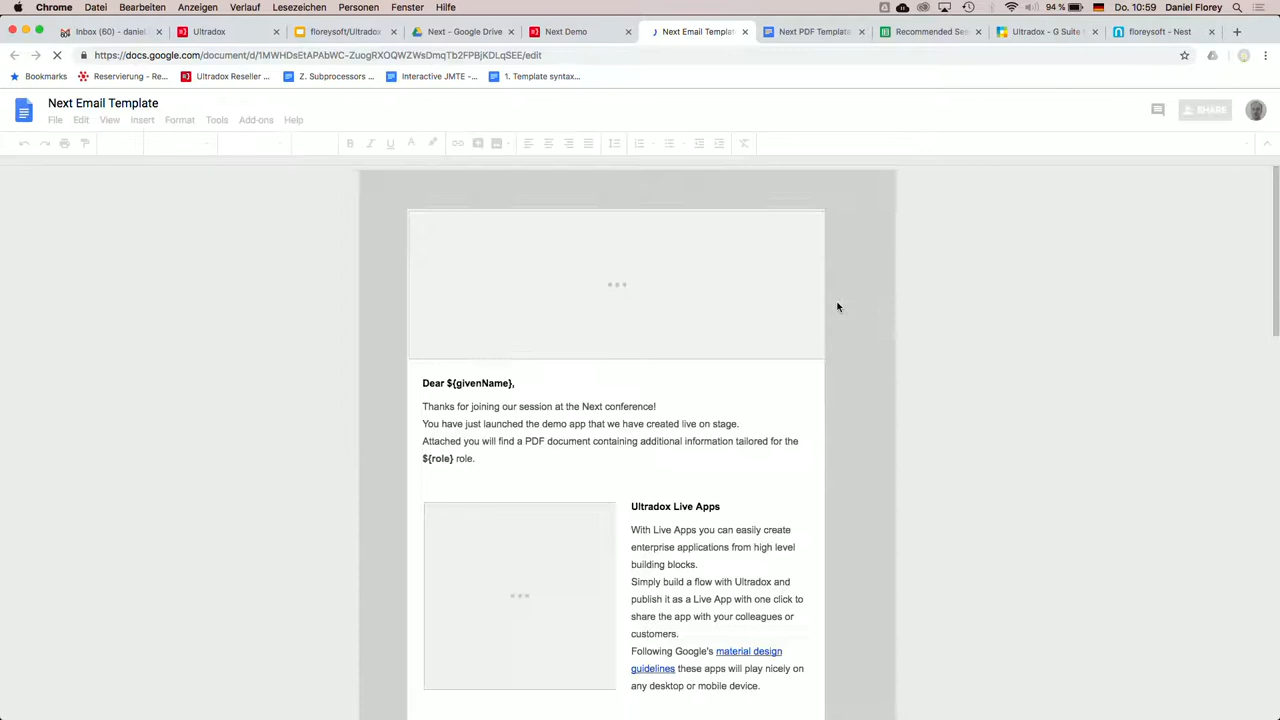 Chrome Datei Bearbeiten Anzeigen Verlauf Lesezeichen Personen Fenster Hilfe 94 % Do. 10:59 Daniel Florey
Inbox (60) - daniel Ultradox floreysoft/Ultradox Next - Google Drive Next Demo Next Email Templat Next PDF Template Recommended Ses Ultradox - G Suite floreysoft - Nest
https://docs.google.com/document/d/1MWHDsEtAPAbWC-ZuogRXOQWZWsDmqTb2FPBjKDLqSEE/edit
Bookmarks Reservierung - Re... Ultradox Reseller ... Z. Subprocessors ... Interactive JMTE -... 1. Template syntax...
Next Email Template
File Edit View Insert Format Tools Add-ons Help
SHARE
Dear ${givenName},
Thanks for joining our session at the Next conference!
You have just launched the demo app that we have created live on stage.
Attached you will find a PDF document containing additional information tailored for the
${role} role.
Ultradox Live Apps
With Live Apps you can easily create
enterprise applications from high level
building blocks.
Simply build a flow with Ultradox and
publish it as a Live App with one click to
share the app with your colleagues or
customers.
Following Google's material design
guidelines these apps will play nicely on
any desktop or mobile device.